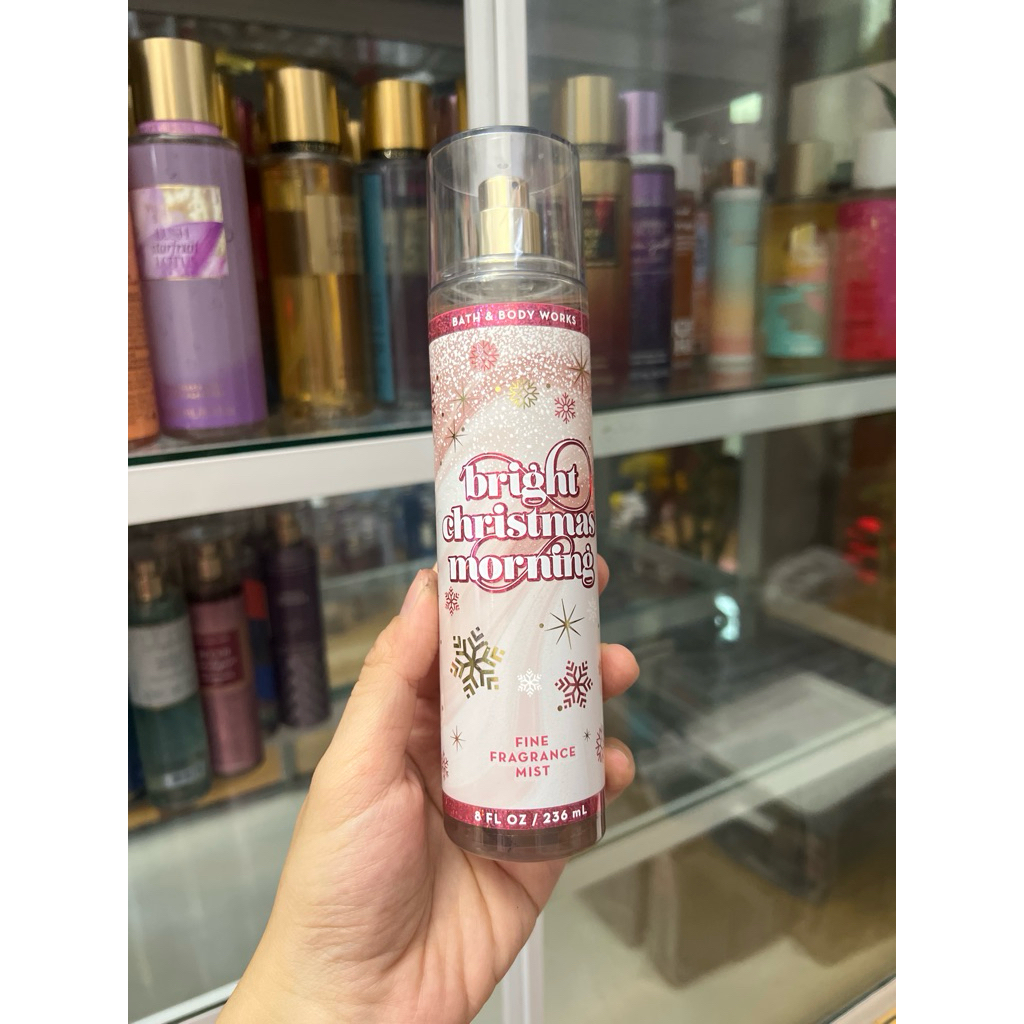 BATH & BODY WORKS
bright
christmas
morning
FINE
FRAGRANCE
MIST
8 FL OZ / 236 mL